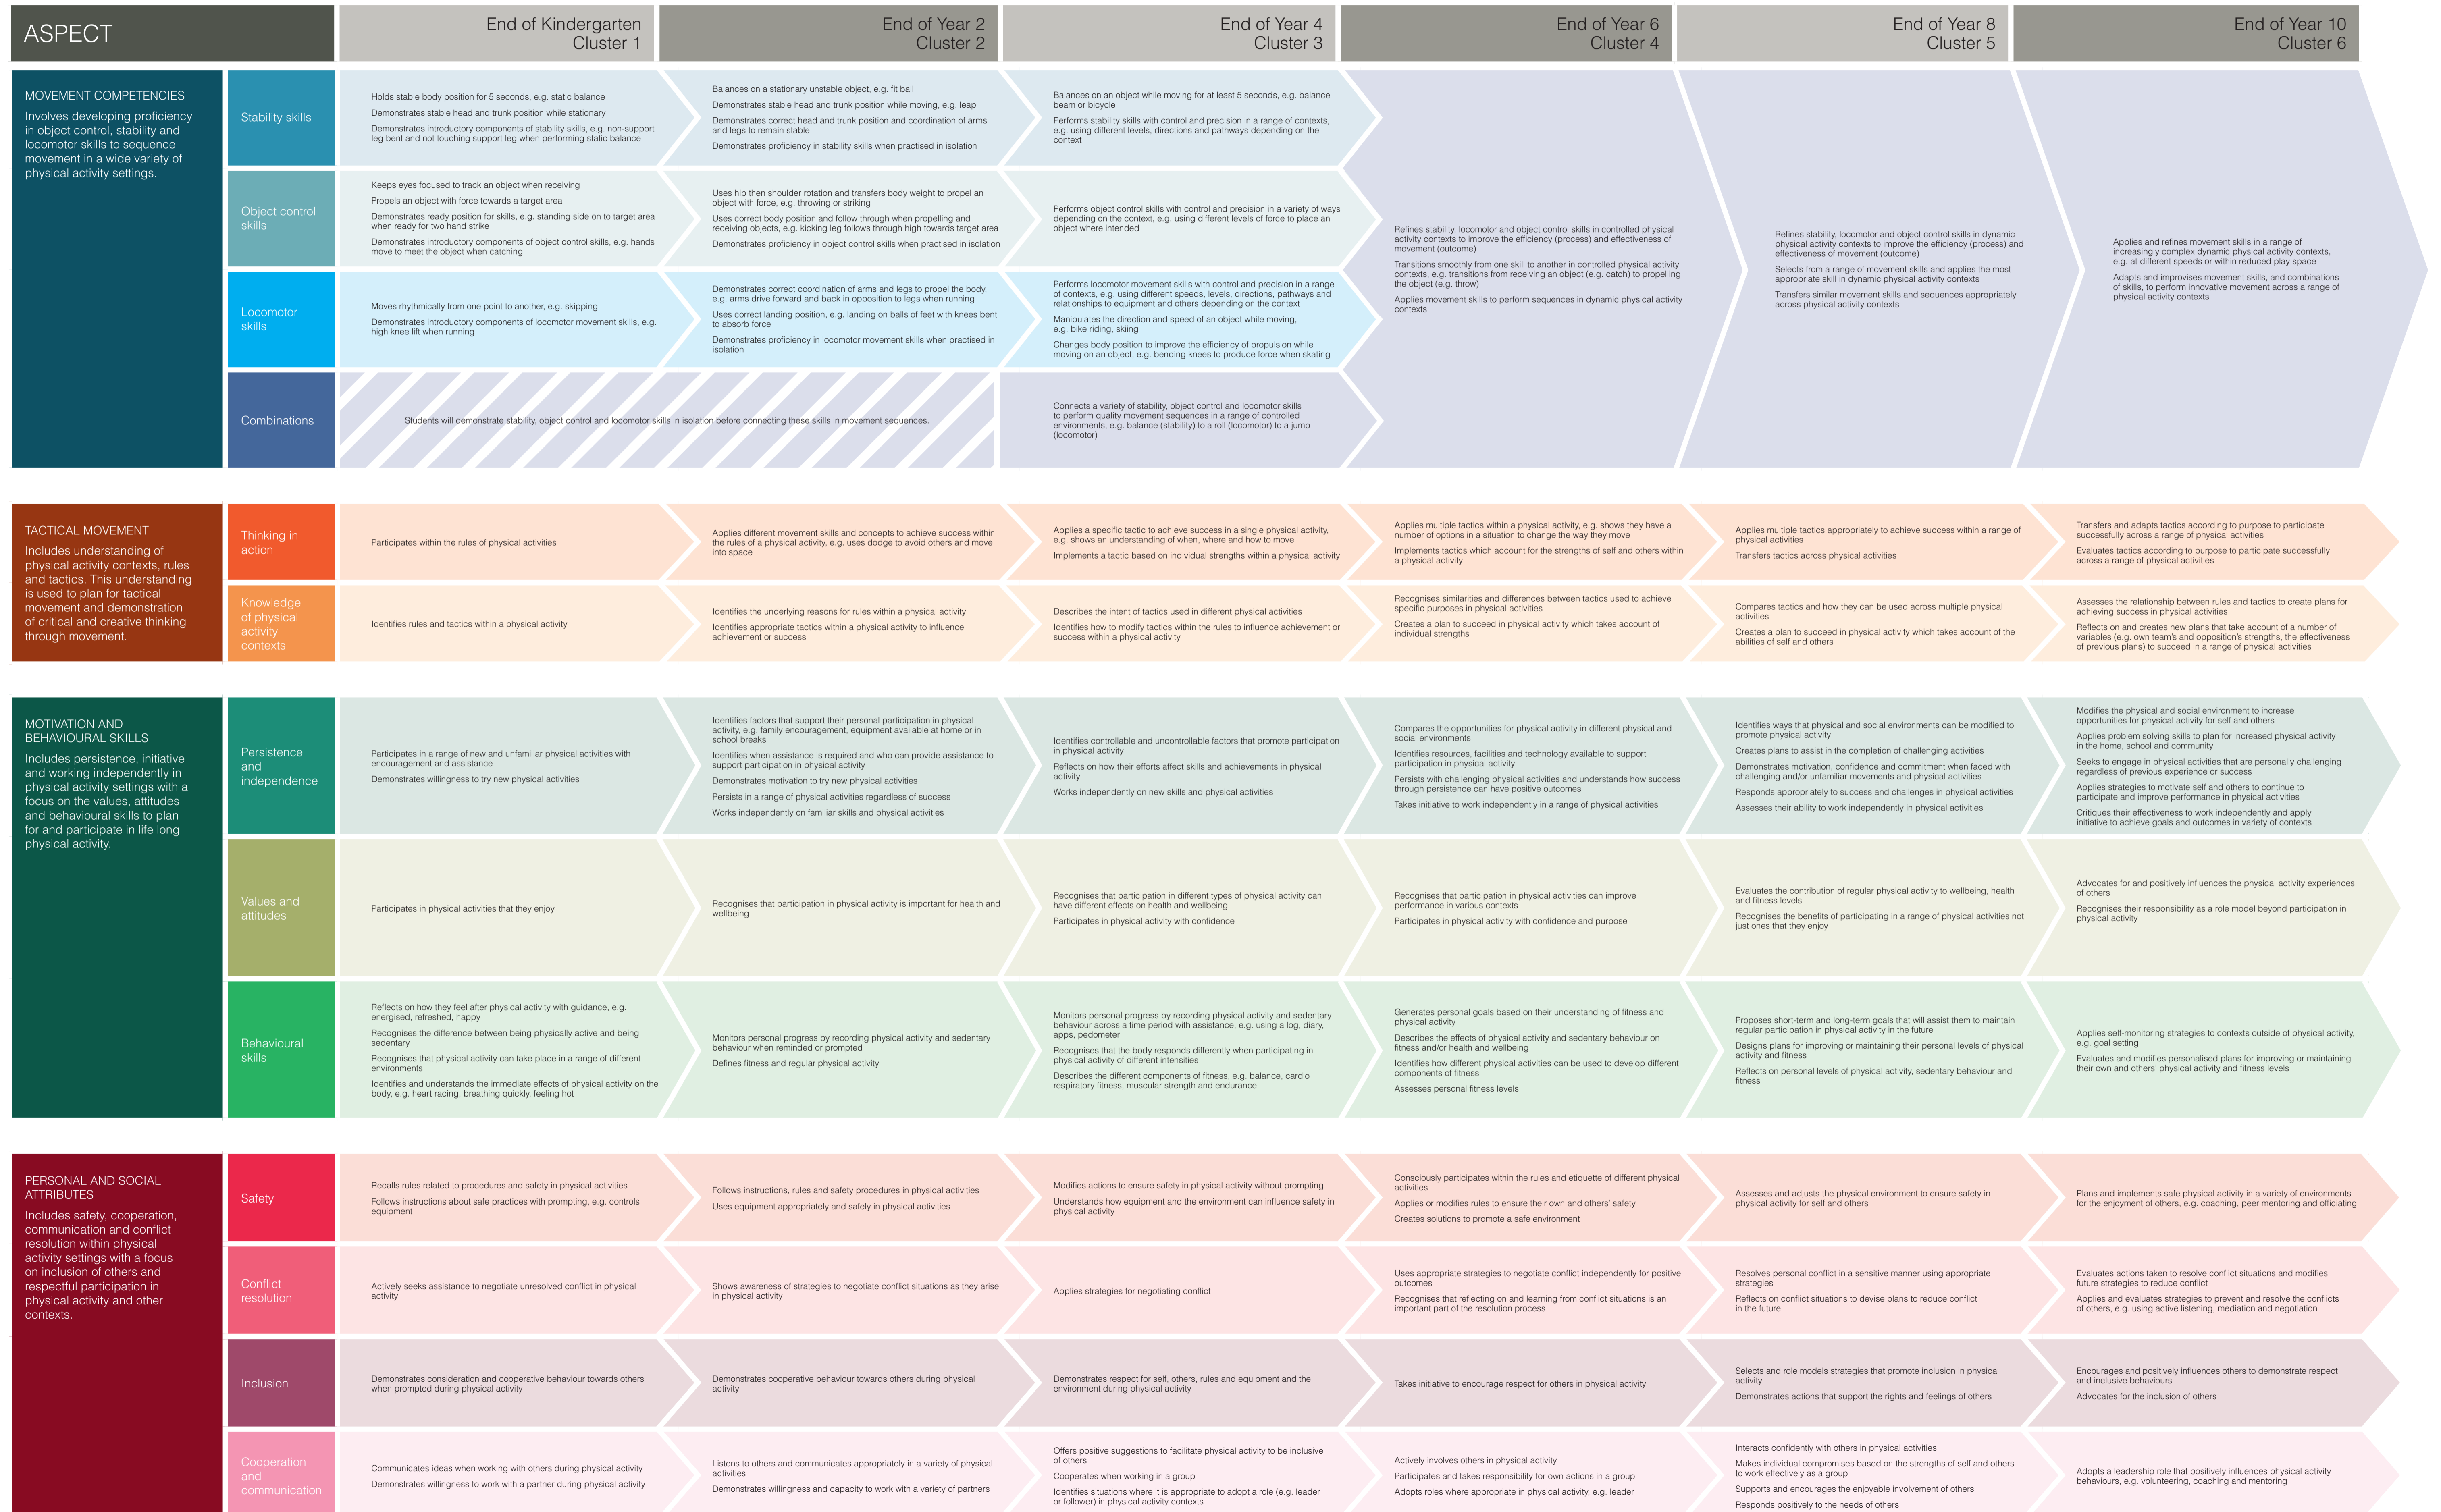 ASPECT
End of Kindergarten
Cluster 1
End of Year 2
Cluster 2
End of Year 4
Cluster 3
End of Year 6
Cluster 4
End of Year 8
Cluster 5
End of Year 10
Cluster 6
MOVEMENT COMPETENCIES
Involves developing proficiency
in object control, stability and
locomotor skills to sequence
movement in a wide variety of
physical activity settings.
Stability skills
Holds stable body position for 5 seconds, e.g. static balance
Demonstrates stable head and trunk position while stationary
Demonstrates introductory components of stability skills, e.g. non-support
leg bent and not touching support leg when performing static balance
Balances on a stationary unstable object, e.g. fit ball
Demonstrates stable head and trunk position while moving, e.g. leap
Demonstrates correct head and trunk position and coordination of arms
and legs to remain stable
Demonstrates proficiency in stability skills when practised in isolation
Balances on an object while moving for at least 5 seconds, e.g. balance
beam or bicycle
Performs stability skills with control and precision in a range of contexts,
e.g. using different levels, directions and pathways depending on the
context
Object control
skills
Keeps eyes focused to track an object when receiving
Propels an object with force towards a target area
Demonstrates ready position for skills, e.g. standing side on to target area
when ready for two hand strike
Demonstrates introductory components of object control skills, e.g. hands
move to meet the object when catching
Uses hip then shoulder rotation and transfers body weight to propel an
object with force, e.g. throwing or striking
Uses correct body position and follow through when propelling and
receiving objects, e.g. kicking leg follows through high towards target area
Demonstrates proficiency in object control skills when practised in isolation
Performs object control skills with control and precision in a variety of ways
depending on the context, e.g. using different levels of force to place an
object where intended
Locomotor
skills
Moves rhythmically from one point to another, e.g. skipping
Demonstrates introductory components of locomotor movement skills, e.g.
high knee lift when running
Demonstrates correct coordination of arms and legs to propel the body,
e.g. arms drive forward and back in opposition to legs when running
Uses correct landing position, e.g. landing on balls of feet with knees bent
to absorb force
Demonstrates proficiency in locomotor movement skills when practised in
isolation
Performs locomotor movement skills with control and precision in a range
of contexts, e.g. using different speeds, levels, directions, pathways and
relationships to equipment and others depending on the context
Manipulates the direction and speed of an object while moving,
e.g. bike riding, skiing
Changes body position to improve the efficiency of propulsion while
moving on an object, e.g. bending knees to produce force when skating
Combinations
Students will demonstrate stability, object control and locomotor skills in isolation before connecting these skills in movement sequences.
Connects a variety of stability, object control and locomotor skills
to perform quality movement sequences in a range of controlled
environments, e.g. balance (stability) to a roll (locomotor) to a jump
(locomotor)
Refines stability, locomotor and object control skills in controlled physical
activity contexts to improve the efficiency (process) and effectiveness of
movement (outcome)
Transitions smoothly from one skill to another in controlled physical activity
contexts, e.g. transitions from receiving an object (e.g. catch) to propelling
the object (e.g. throw)
Applies movement skills to perform sequences in dynamic physical activity
contexts
Refines stability, locomotor and object control skills in dynamic
physical activity contexts to improve the efficiency (process) and
effectiveness of movement (outcome)
Selects from a range of movement skills and applies the most
appropriate skill in dynamic physical activity contexts
Transfers similar movement skills and sequences appropriately
across physical activity contexts
Applies and refines movement skills in a range of
increasingly complex dynamic physical activity contexts,
e.g. at different speeds or within reduced play space
Adapts and improvises movement skills, and combinations
of skills, to perform innovative movement across a range of
physical activity contexts
TACTICAL MOVEMENT
Includes understanding of
physical activity contexts, rules
and tactics. This understanding
is used to plan for tactical
movement and demonstration
of critical and creative thinking
through movement.
Thinking in
action
Participates within the rules of physical activities
Applies different movement skills and concepts to achieve success within
the rules of a physical activity, e.g. uses dodge to avoid others and move
into space
Applies a specific tactic to achieve success in a single physical activity,
e.g. shows an understanding of when, where and how to move
Implements a tactic based on individual strengths within a physical activity
Applies multiple tactics within a physical activity, e.g. shows they have a
number of options in a situation to change the way they move
Implements tactics which account for the strengths of self and others within
a physical activity
Applies multiple tactics appropriately to achieve success within a range of
physical activities
Transfers tactics across physical activities
Transfers and adapts tactics according to purpose to participate
successfully across a range of physical activities
Evaluates tactics according to purpose to participate successfully
across a range of physical activities
Knowledge
of physical
activity
contexts
Identifies rules and tactics within a physical activity
Identifies the underlying reasons for rules within a physical activity
Identifies appropriate tactics within a physical activity to influence
achievement or success
Describes the intent of tactics used in different physical activities
Identifies how to modify tactics within the rules to influence achievement or
success within a physical activity
Recognises similarities and differences between tactics used to achieve
specific purposes in physical activities
Creates a plan to succeed in physical activity which takes account of
individual strengths
Compares tactics and how they can be used across multiple physical
activities
Creates a plan to succeed in physical activity which takes account of the
abilities of self and others
Assesses the relationship between rules and tactics to create plans for
achieving success in physical activities
Reflects on and creates new plans that take account of a number of
variables (e.g. own team's and opposition's strengths, the effectiveness
of previous plans) to succeed in a range of physical activities
MOTIVATION AND
BEHAVIOURAL SKILLS
Includes persistence, initiative
and working independently in
physical activity settings with a
focus on the values, attitudes
and behavioural skills to plan
for and participate in life long
physical activity.
Persistence
and
independence
Participates in a range of new and unfamiliar physical activities with
encouragement and assistance
Demonstrates willingness to try new physical activities
Identifies factors that support their personal participation in physical
activity, e.g. family encouragement, equipment available at home or in
school breaks
Identifies when assistance is required and who can provide assistance to
support participation in physical activity
Demonstrates motivation to try new physical activities
Persists in a range of physical activities regardless of success
Works independently on familiar skills and physical activities
Identifies controllable and uncontrollable factors that promote participation
in physical activity
Reflects on how their efforts affect skills and achievements in physical
activity
Works independently on new skills and physical activities
Compares the opportunities for physical activity in different physical and
social environments
Identifies resources, facilities and technology available to support
participation in physical activity
Persists with challenging physical activities and understands how success
through persistence can have positive outcomes
Takes initiative to work independently in a range of physical activities
Identifies ways that physical and social environments can be modified to
promote physical activity
Creates plans to assist in the completion of challenging activities
Demonstrates motivation, confidence and commitment when faced with
challenging and/or unfamiliar movements and physical activities
Responds appropriately to success and challenges in physical activities
Assesses their ability to work independently in physical activities
Modifies the physical and social environment to increase
opportunities for physical activity for self and others
Applies problem solving skills to plan for increased physical activity
in the home, school and community
Seeks to engage in physical activities that are personally challenging
regardless of previous experience or success
Applies strategies to motivate self and others to continue to
participate and improve performance in physical activities
Critiques their effectiveness to work independently and apply
initiative to achieve goals and outcomes in variety of contexts
Values and
attitudes
Participates in physical activities that they enjoy
Recognises that participation in physical activity is important for health and
wellbeing
Recognises that participation in different types of physical activity can
have different effects on health and wellbeing
Participates in physical activity with confidence
Recognises that participation in physical activities can improve
performance in various contexts
Participates in physical activity with confidence and purpose
Evaluates the contribution of regular physical activity to wellbeing, health
and fitness levels
Recognises the benefits of participating in a range of physical activities not
just ones that they enjoy
Advocates for and positively influences the physical activity experiences
of others
Recognises their responsibility as a role model beyond participation in
physical activity
Behavioural
skills
Reflects on how they feel after physical activity with guidance, e.g.
energised, refreshed, happy
Recognises the difference between being physically active and being
sedentary
Recognises that physical activity can take place in a range of different
environments
Identifies and understands the immediate effects of physical activity on the
body, e.g. heart racing, breathing quickly, feeling hot
Monitors personal progress by recording physical activity and sedentary
behaviour when reminded or prompted
Defines fitness and regular physical activity
Monitors personal progress by recording physical activity and sedentary
behaviour across a time period with assistance, e.g. using a log, diary,
apps, pedometer
Recognises that the body responds differently when participating in
physical activity of different intensities
Describes the different components of fitness, e.g. balance, cardio
respiratory fitness, muscular strength and endurance
Generates personal goals based on their understanding of fitness and
physical activity
Describes the effects of physical activity and sedentary behaviour on
fitness and/or health and wellbeing
Identifies how different physical activities can be used to develop different
components of fitness
Assesses personal fitness levels
Proposes short-term and long-term goals that will assist them to maintain
regular participation in physical activity in the future
Designs plans for improving or maintaining their personal levels of physical
activity and fitness
Reflects on personal levels of physical activity, sedentary behaviour and
fitness
Applies self-monitoring strategies to contexts outside of physical activity,
e.g. goal setting
Evaluates and modifies personalised plans for improving or maintaining
their own and others' physical activity and fitness levels
PERSONAL AND SOCIAL
ATTRIBUTES
Includes safety, cooperation,
communication and conflict
resolution within physical
activity settings with a focus
on inclusion of others and
respectful participation in
physical activity and other
contexts.
Safety
Recalls rules related to procedures and safety in physical activities
Follows instructions about safe practices with prompting, e.g. controls
equipment
Follows instructions, rules and safety procedures in physical activities
Uses equipment appropriately and safely in physical activities
Modifies actions to ensure safety in physical activity without prompting
Understands how equipment and the environment can influence safety in
physical activity
Consciously participates within the rules and etiquette of different physical
activities
Applies or modifies rules to ensure their own and others' safety
Creates solutions to promote a safe environment
Assesses and adjusts the physical environment to ensure safety in
physical activity for self and others
Plans and implements safe physical activity in a variety of environments
for the enjoyment of others, e.g. coaching, peer mentoring and officiating
Conflict
resolution
Actively seeks assistance to negotiate unresolved conflict in physical
activity
Shows awareness of strategies to negotiate conflict situations as they arise
in physical activity
Applies strategies for negotiating conflict
Uses appropriate strategies to negotiate conflict independently for positive
outcomes
Recognises that reflecting on and learning from conflict situations is an
important part of the resolution process
Resolves personal conflict in a sensitive manner using appropriate
strategies
Reflects on conflict situations to devise plans to reduce conflict
in the future
Evaluates actions taken to resolve conflict situations and modifies
future strategies to reduce conflict
Applies and evaluates strategies to prevent and resolve the conflicts
of others, e.g. using active listening, mediation and negotiation
Inclusion
Demonstrates consideration and cooperative behaviour towards others
when prompted during physical activity
Demonstrates cooperative behaviour towards others during physical
activity
Demonstrates respect for self, others, rules and equipment and the
environment during physical activity
Takes initiative to encourage respect for others in physical activity
Selects and role models strategies that promote inclusion in physical
activity
Demonstrates actions that support the rights and feelings of others
Encourages and positively influences others to demonstrate respect
and inclusive behaviours
Advocates for the inclusion of others
Cooperation
and
communication
Communicates ideas when working with others during physical activity
Demonstrates willingness to work with a partner during physical activity
Listens to others and communicates appropriately in a variety of physical
activities
Demonstrates willingness and capacity to work with a variety of partners
Offers positive suggestions to facilitate physical activity to be inclusive
of others
Cooperates when working in a group
Identifies situations where it is appropriate to adopt a role (e.g. leader
or follower) in physical activity contexts
Actively involves others in physical activity
Participates and takes responsibility for own actions in a group
Adopts roles where appropriate in physical activity, e.g. leader
Interacts confidently with others in physical activities
Makes individual compromises based on the strengths of self and others
to work effectively as a group
Supports and encourages the enjoyable involvement of others
Responds positively to the needs of others
Adopts a leadership role that positively influences physical activity
behaviours, e.g. volunteering, coaching and mentoring